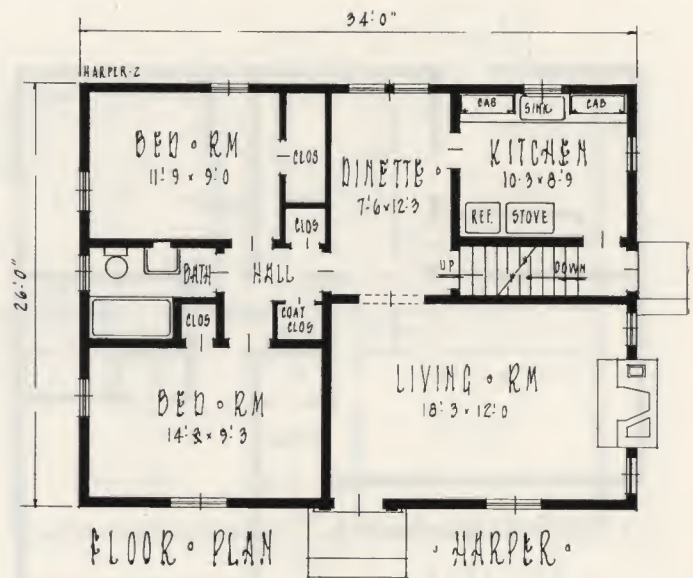 34'-0"
HARPER-2
26'-0"
BED · RM
11'-9 × 9'-0
CLOS
DINETTE
7'-6 × 12'-3
CAB
SINK
CAB
KITCHEN
10-3 × 8'-9
REF.
STOVE
CLOS
BATH
HALL
UP
DOWN
CLOS
COAT
CLOS
BED · RM
14'-3 × 9'-3
LIVING · RM
18'-3 × 12'-0
FLOOR · PLAN
· HARPER ·